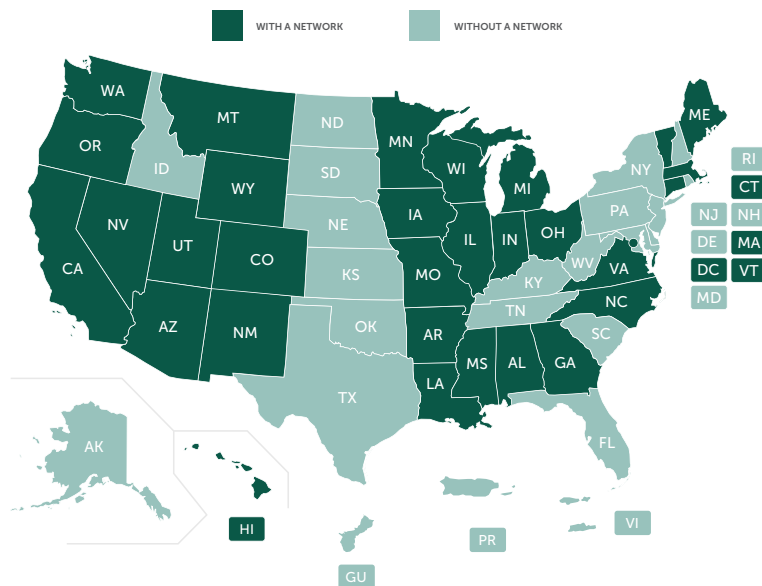 WITH A NETWORK
WITHOUT A NETWORK
WA
MT
ND
MN
ME
OR
ID
SD
WI
MI
NY
RI
WY
CT
NV
NE
IA
PA
NJ
NH
UT
CO
IL
IN
OH
DE
MA
CA
KS
MO
WV
VA
DC
VT
KY
MD
AZ
NM
OK
AR
TN
NC
SC
TX
LA
MS
AL
GA
AK
FL
HI
VI
PR
GU